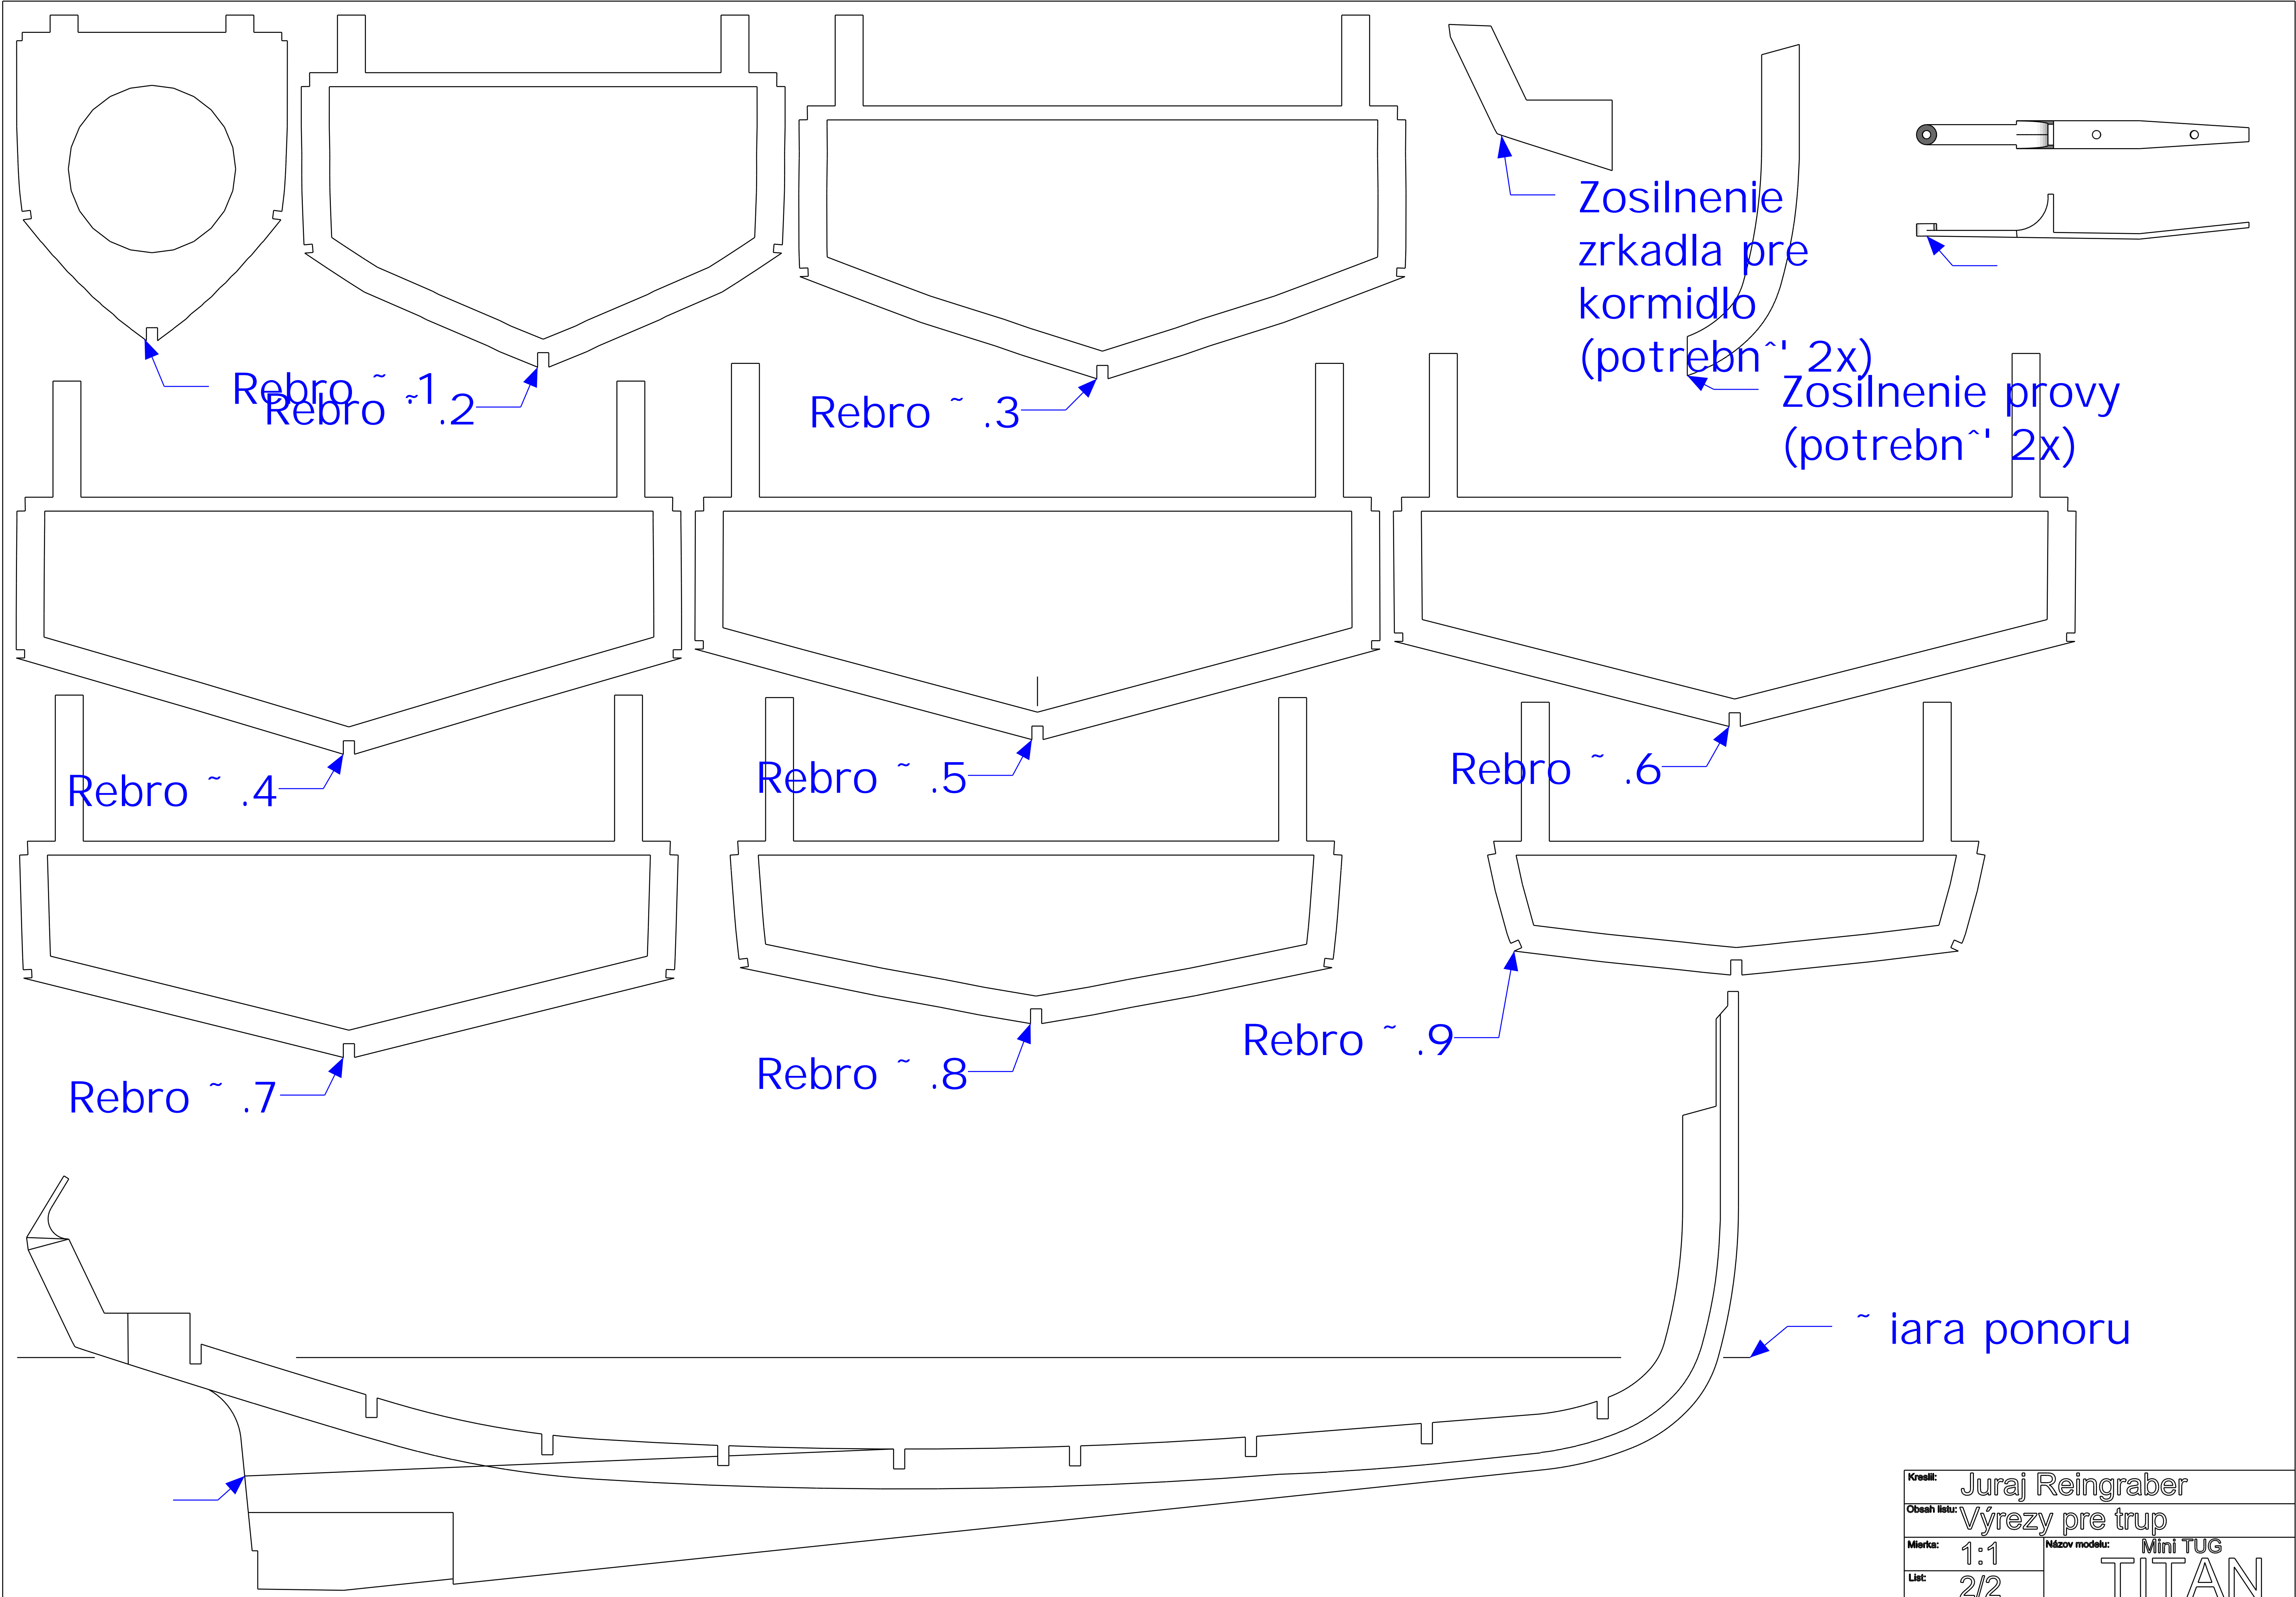 Zosilnenie
zrkadla pre
kormidlo
(potrebn^' 2x)
Zosilnenie provy
(potrebn^' 2x)
Rebro ~ .1
Rebro ~ .2
Rebro ~ .3
Rebro ~ .4
Rebro ~ .5
Rebro ~ .6
Rebro ~ .7
Rebro ~ .8
Rebro ~ .9
~ iara ponoru
Kreslil: Juraj Reingraber
Obsah listu: Výrezy pre trup
Mierka: 1:1
Názov modelu: Mini TUG
TITAN
List: 2/2